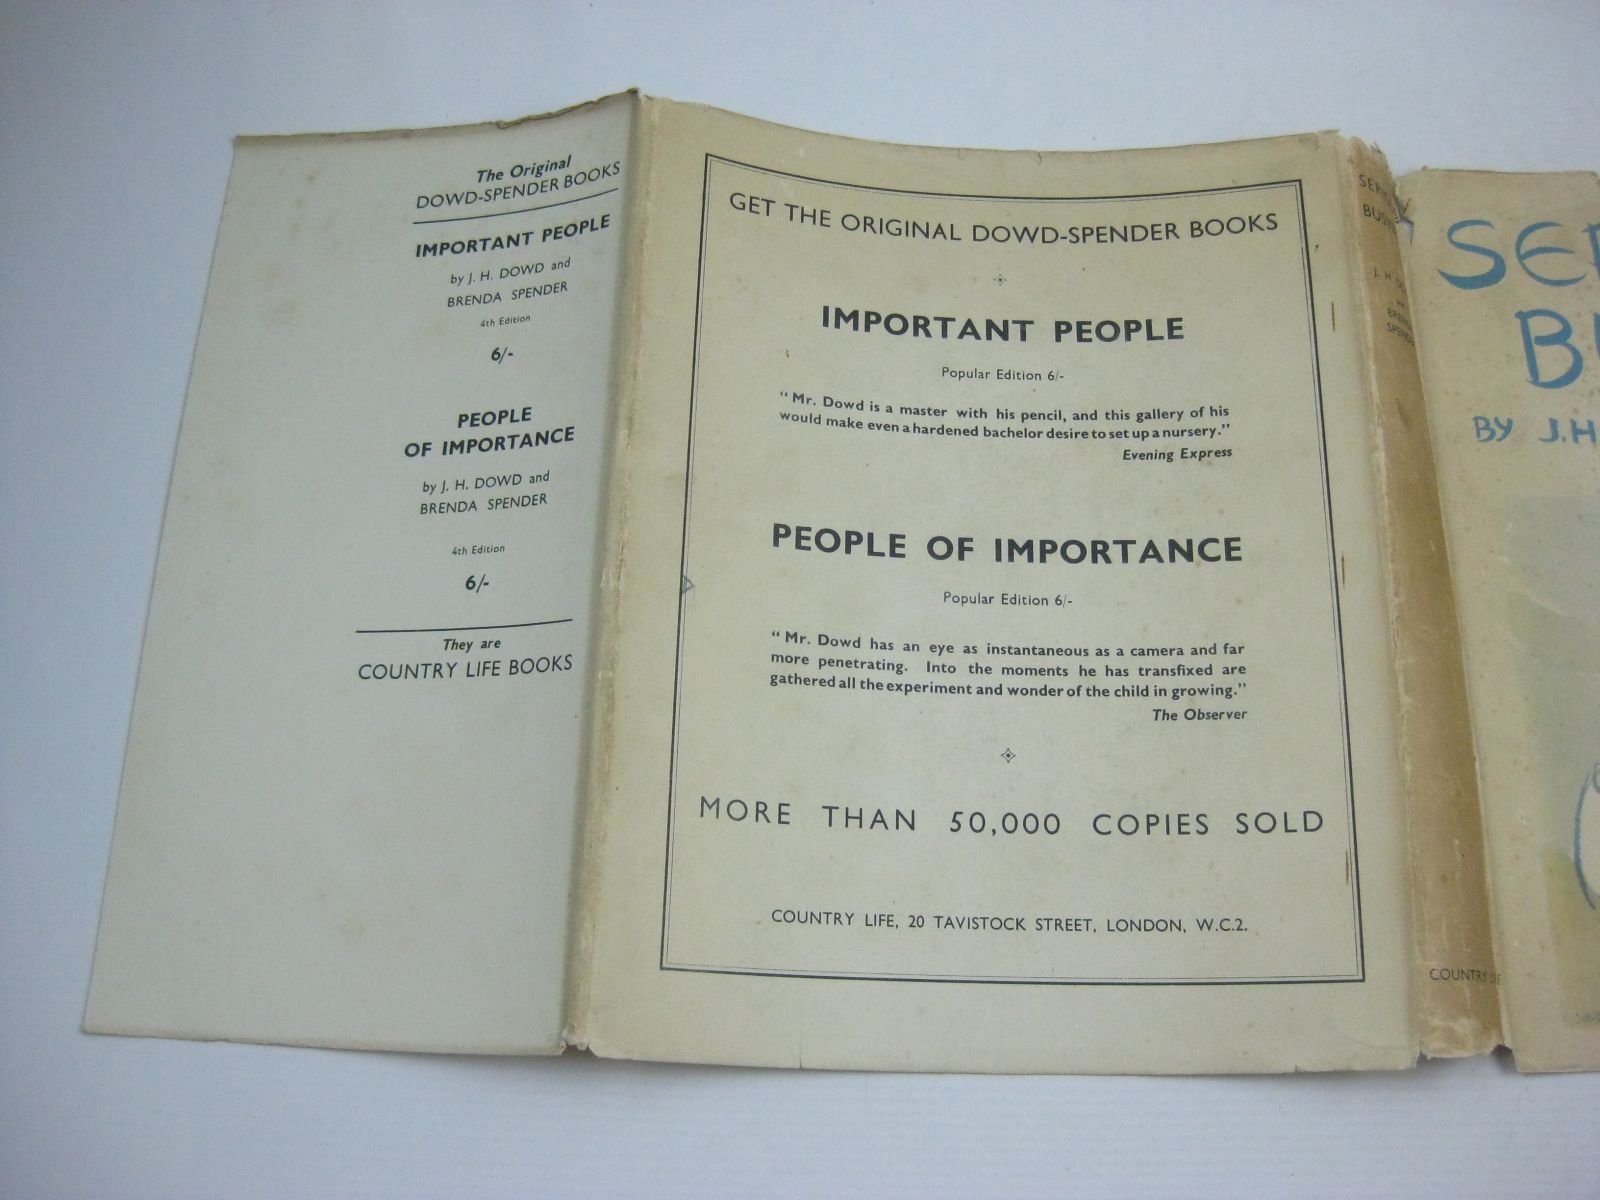 The Original
DOWD-SPENDER BOOKS
IMPORTANT PEOPLE
by J. H. DOWD and
BRENDA SPENDER
4th Edition
6/-
PEOPLE
OF IMPORTANCE
by J. H. DOWD and
BRENDA SPENDER
4th Edition
6/-
They are
COUNTRY LIFE BOOKS
GET THE ORIGINAL DOWD-SPENDER BOOKS
IMPORTANT PEOPLE
Popular Edition 6/-
"Mr. Dowd is a master with his pencil, and this gallery of his
would make even a hardened bachelor desire to set up a nursery."
Evening Express
PEOPLE OF IMPORTANCE
Popular Edition 6/-
"Mr. Dowd has an eye as instantaneous as a camera and far
more penetrating. Into the moments he has transfixed are
gathered all the experiment and wonder of the child in growing."
The Observer
MORE THAN 50,000 COPIES SOLD
COUNTRY LIFE, 20 TAVISTOCK STREET, LONDON, W.C.2.
J. H.
COUNTRY
BY J.H